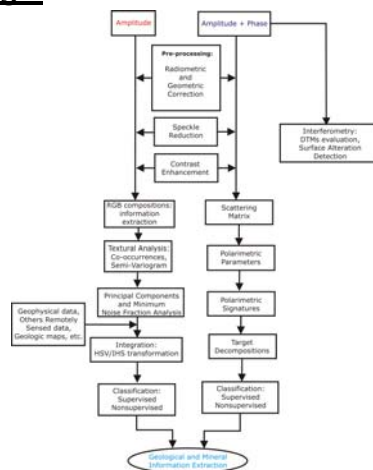 Amplitude
Amplitude + Phase
Pre-processing:
Radiometric
and
Geometric
Correction
Speckle
Reduction
Contrast
Enhancement
Interferometry:
DTMs evaluation,
Surface Alteration
Detection
RGB compositions:
information
extraction
Scattering
Matrix
Textural Analysis:
Co-occurrences,
Semi-Variogram
Polarimetric
Parameters
Principal Components
and Minimum
Noise Fraction Analysis
Polarimetric
Signatures
Geophysical data,
Others Remotely
Sensed data,
Geologic maps, etc.
Integration:
HSV/IHS transformation
Target
Decompositions
Classification:
Supervised
Nonsupervised
Classification:
Supervised
Nonsupervised
Geological and Mineral
Information Extraction